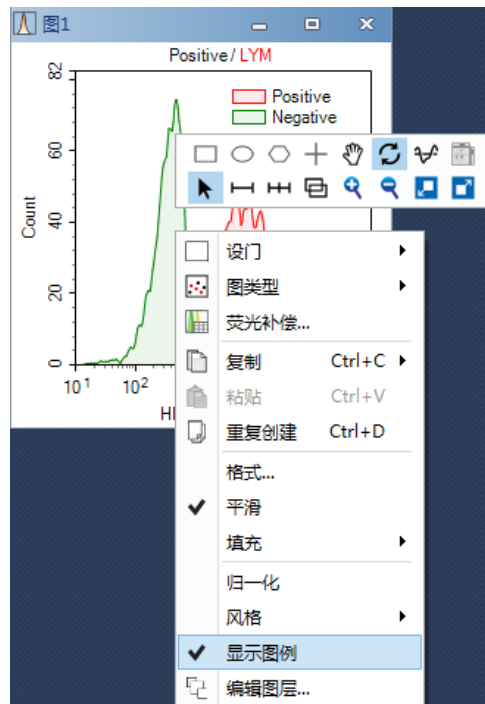 图1
Positive / LYM
82
Positive
Negative
60
Count
40
20
0
10¹ 10²
设门
图类型
荧光补偿...
复制 Ctrl+C
粘贴 Ctrl+V
重复创建 Ctrl+D
格式...
平滑
填充
归一化
风格
显示图例
编辑图层...